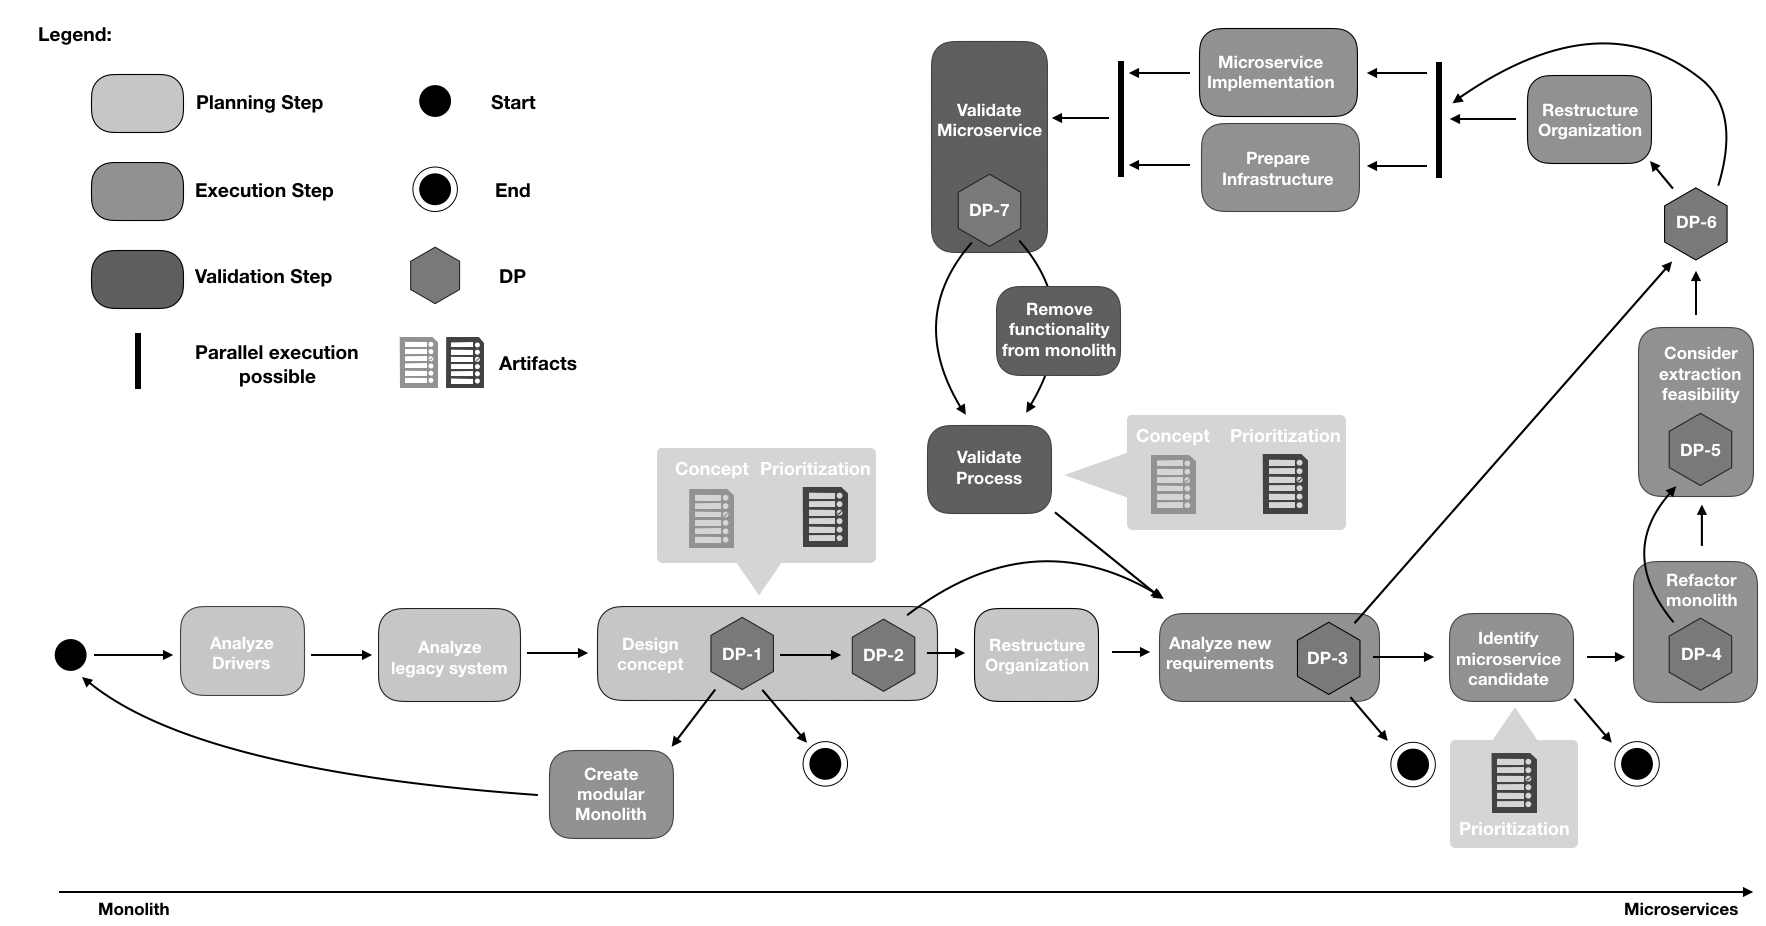 Legend:
Planning Step
Start
Execution Step
End
Validation Step
DP
Parallel execution
possible
Artifacts
Validate
Microservice
DP-7
Microservice
Implementation
Prepare
Infrastructure
Restructure
Organization
DP-6
Remove
functionality
from monolith
Consider
extraction
feasibility
DP-5
Validate
Process
Concept
Prioritization
Concept
Prioritization
Analyze
Drivers
Analyze
legacy system
Design
concept
DP-1
DP-2
Restructure
Organization
Analyze new
requirements
DP-3
Identify
microservice
candidate
Refactor
monolith
DP-4
Create
modular
Monolith
Prioritization
Monolith
Microservices